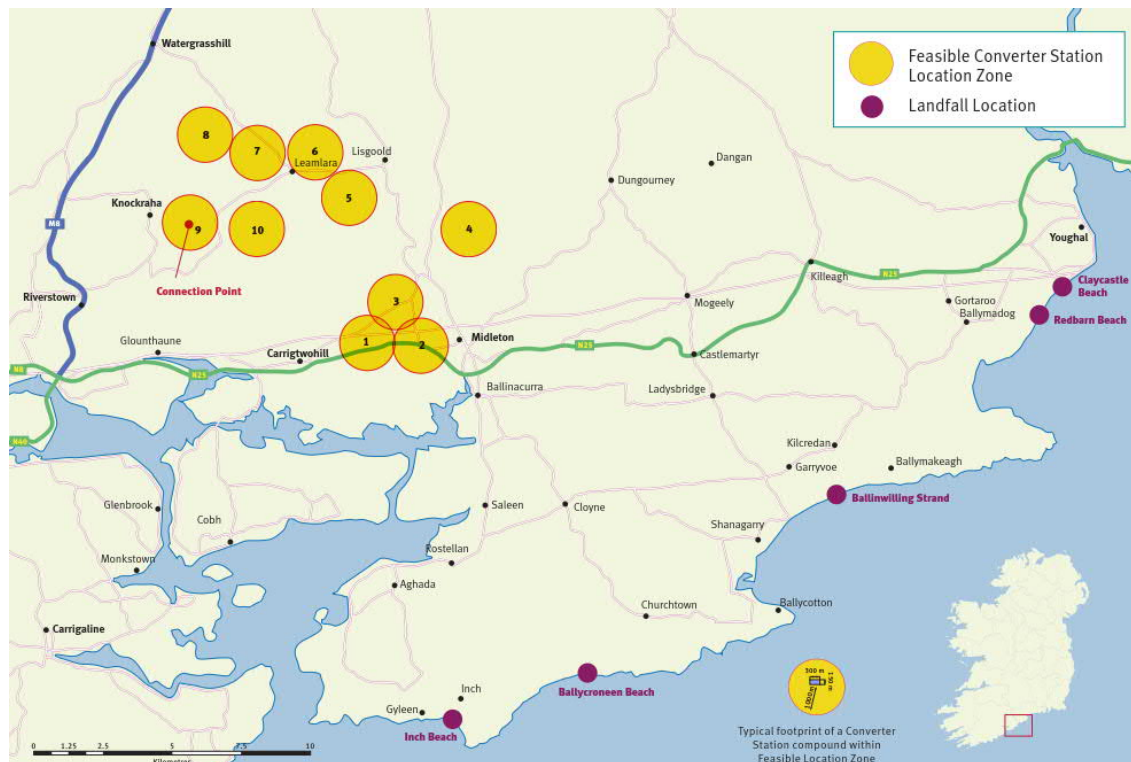 Watergrasshill
Feasible Converter Station
Location Zone
Landfall Location
8
7
6
Lisgoold
Leamlara
Dangan
Dungourney
5
Knockraha
M8
9
10
4
Youghal
Connection Point
Killeagh
N25
Claycastle
Beach
Riverstown
3
Mogeely
Gortaroo
Ballymadog
Redbarn Beach
Glounthaune
1
2
Midleton
N25
Carrigtwohill
Castlemartyr
N8
N25
Ballinacurra
Ladysbridge
N40
Kilcredan
Garryvoe
Ballymakeagh
Ballinwilling Strand
Glenbrook
Cobh
Saleen
Cloyne
Shanagarry
Monkstown
Rostellan
Aghada
Churchtown
Ballycotton
Carrigaline
Ballycroneen Beach
300 m
Inch
Gyleen
Inch Beach
Typical footprint of a Converter
Station compound within
Feasible Location Zone
0 1.25 2.5 5 7.5 10
Kilometres